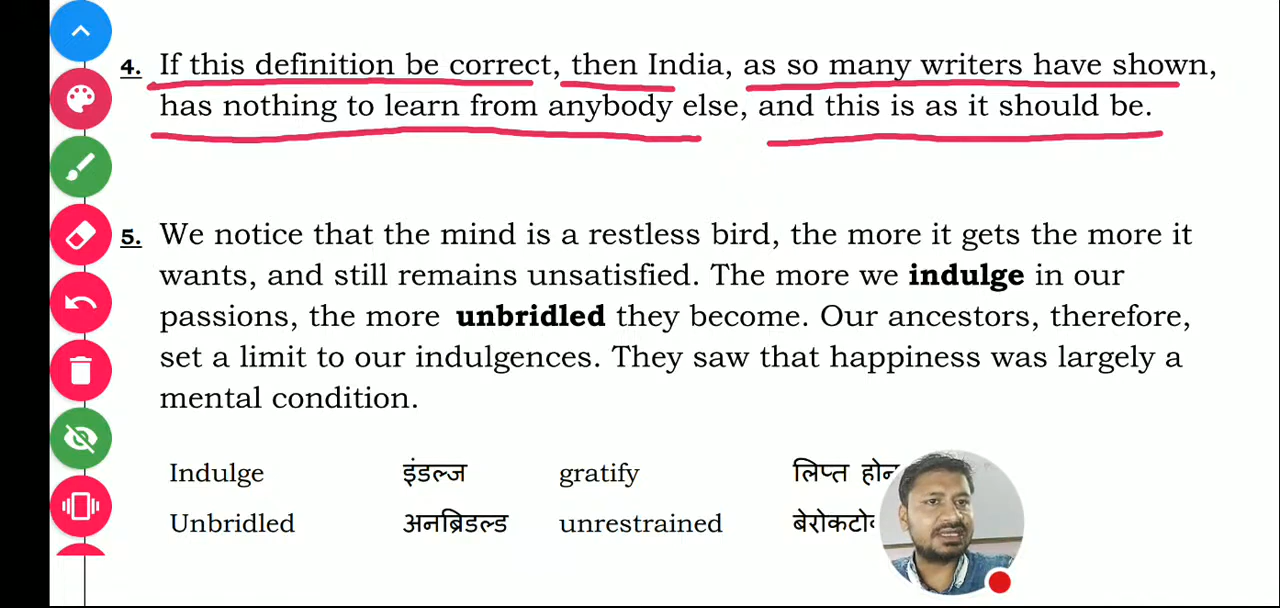 4. If this definition be correct, then India, as so many writers have shown,
has nothing to learn from anybody else, and this is as it should be.
5. We notice that the mind is a restless bird, the more it gets the more it
wants, and still remains unsatisfied. The more we indulge in our
passions, the more unbridled they become. Our ancestors, therefore,
set a limit to our indulgences. They saw that happiness was largely a
mental condition.
Indulge इंडल्ज gratify लिप्त
Unbridled अनब्रिडल्ड unrestrained